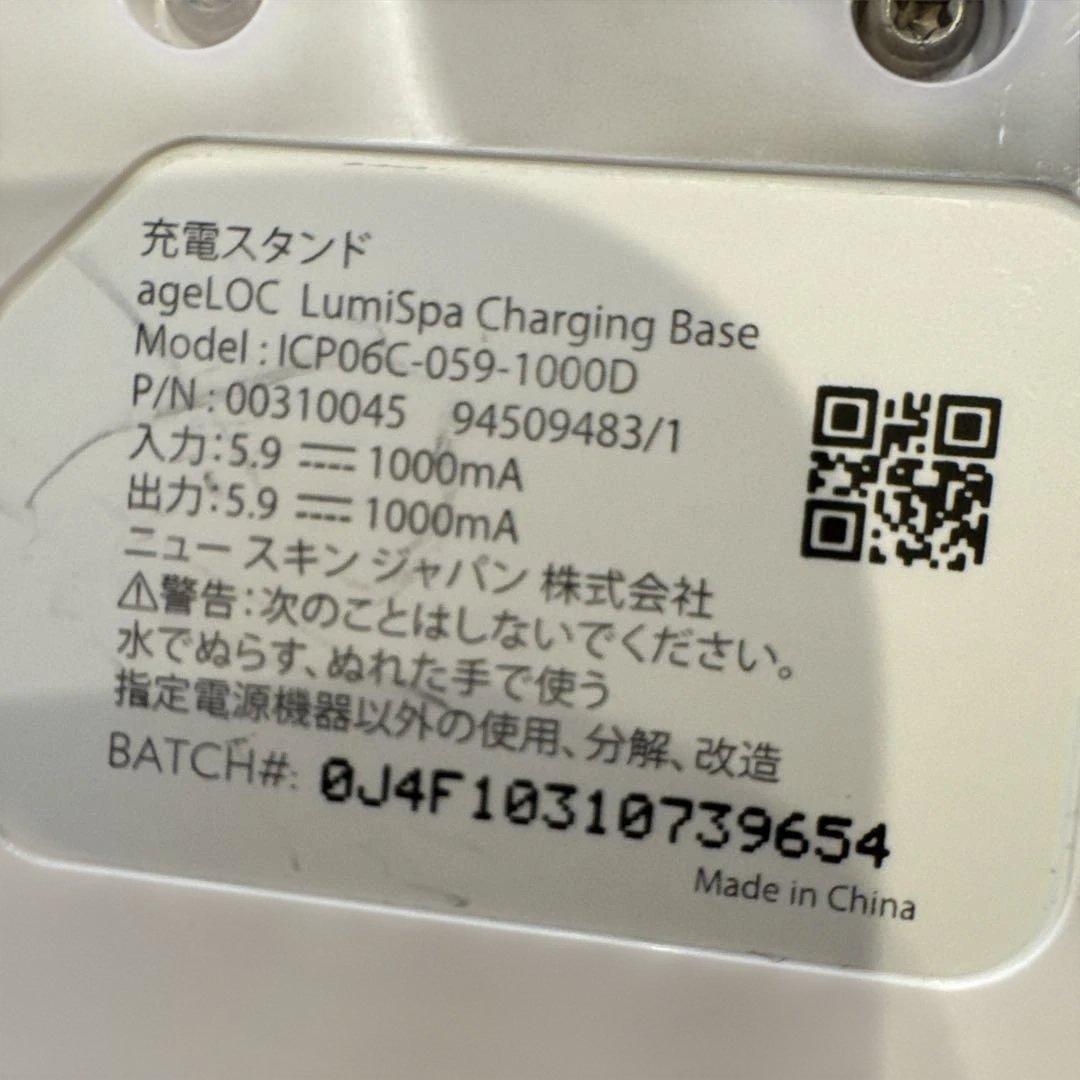 充電スタンド
ageLOC LumiSpa Charging Base
Model : ICP06C-059-1000D
P/N : 00310045 94509483/1
入力:5.9 ⎓ 1000mA
出力:5.9 ⎓ 1000mA
ニュー スキン ジャパン 株式会社
⚠警告:次のことはしないでください。
水でぬらす、ぬれた手で使う
指定電源機器以外の使用、分解、改造
BATCH#: 0J4F10310739654
Made in China